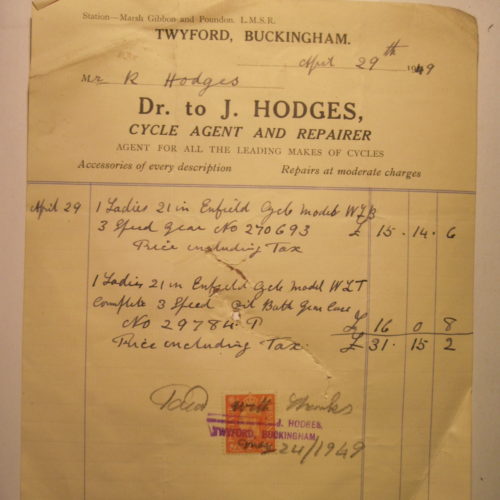 Station—Marsh Gibbon and Poundon. L.M.S.R.
TWYFORD, BUCKINGHAM.
April 29th 1949
Mr R Hodges
Dr. to J. HODGES,
CYCLE AGENT AND REPAIRER
AGENT FOR ALL THE LEADING MAKES OF CYCLES
Accessories of every description Repairs at moderate charges
April 29 1 Ladies 21 in Enfield Cycle Model WLB
3 Speed Gear No 270693 £ 15 . 14 . 6
Price including Tax
1 Ladies 21 in Enfield Cycle Model WLT
Complete 3 Speed Oil Bath Gear Case
No 29784 P £ 16 0 8
Price including Tax £ 31 . 15 2
Paid with thanks
J. HODGES,
TWYFORD, BUCKINGHAM.
May 24/1949